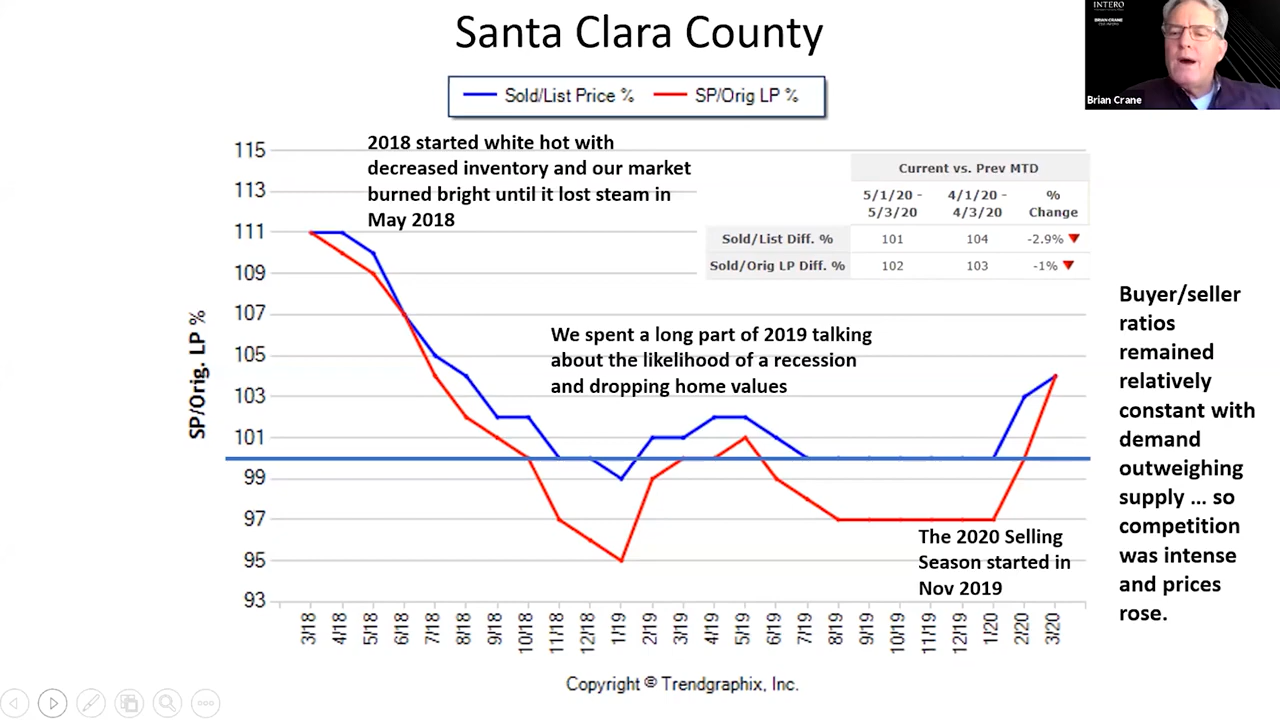 Santa Clara County
INTERO
BRIAN CRANE
Brian Crane
Sold/List Price %
SP/Orig LP %
2018 started white hot with
decreased inventory and our market
burned bright until it lost steam in
May 2018
Current vs. Prev MTD
5/1/20 - 5/3/20
4/1/20 - 4/3/20
% Change
Sold/List Diff. % 101 104 -2.9%
Sold/Orig LP Diff. % 102 103 -1%
We spent a long part of 2019 talking
about the likelihood of a recession
and dropping home values
Buyer/seller
ratios
remained
relatively
constant with
demand
outweighing
supply ... so
competition
was intense
and prices
rose.
The 2020 Selling
Season started in
Nov 2019
SP/Orig. LP %
115
113
111
109
107
105
103
101
99
97
95
93
3/18 4/18 5/18 6/18 7/18 8/18 9/18 10/18 11/18 12/18 1/19 2/19 3/19 4/19 5/19 6/19 7/19 8/19 9/19 10/19 11/19 12/19 1/20 2/20 3/20
Copyright © Trendgraphix, Inc.